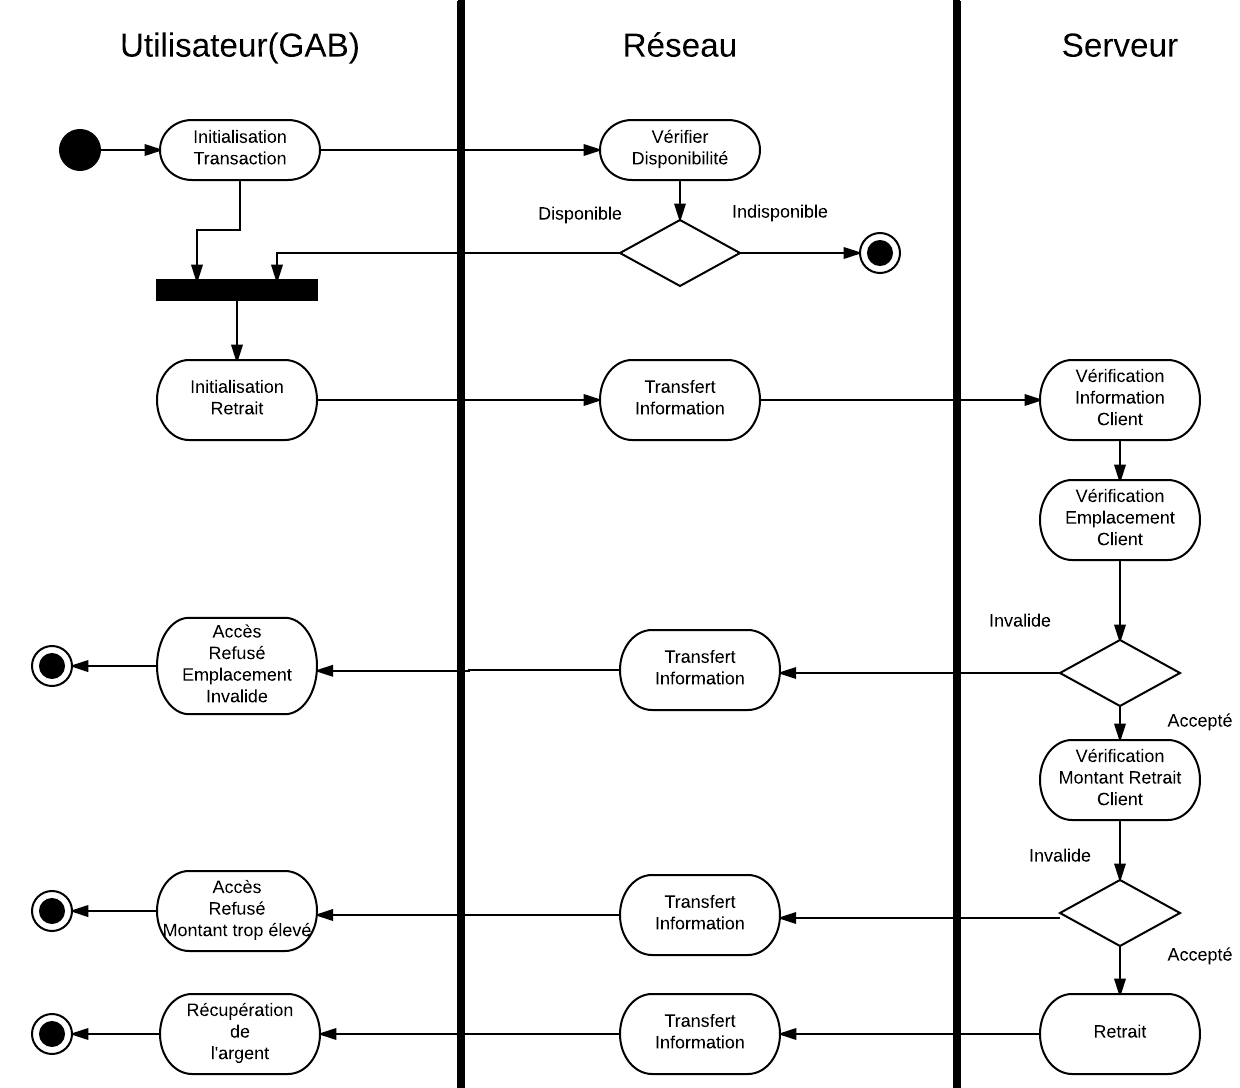 Utilisateur(GAB)
Réseau
Serveur
Initialisation
Transaction
Vérifier
Disponibilité
Disponible
Indisponible
Initialisation
Retrait
Transfert
Information
Vérification
Information
Client
Vérification
Emplacement
Client
Invalide
Accès
Refusé
Emplacement
Invalide
Transfert
Information
Accepté
Vérification
Montant Retrait
Client
Invalide
Accès
Refusé
Montant trop élevé
Transfert
Information
Accepté
Récupération
de
l'argent
Transfert
Information
Retrait